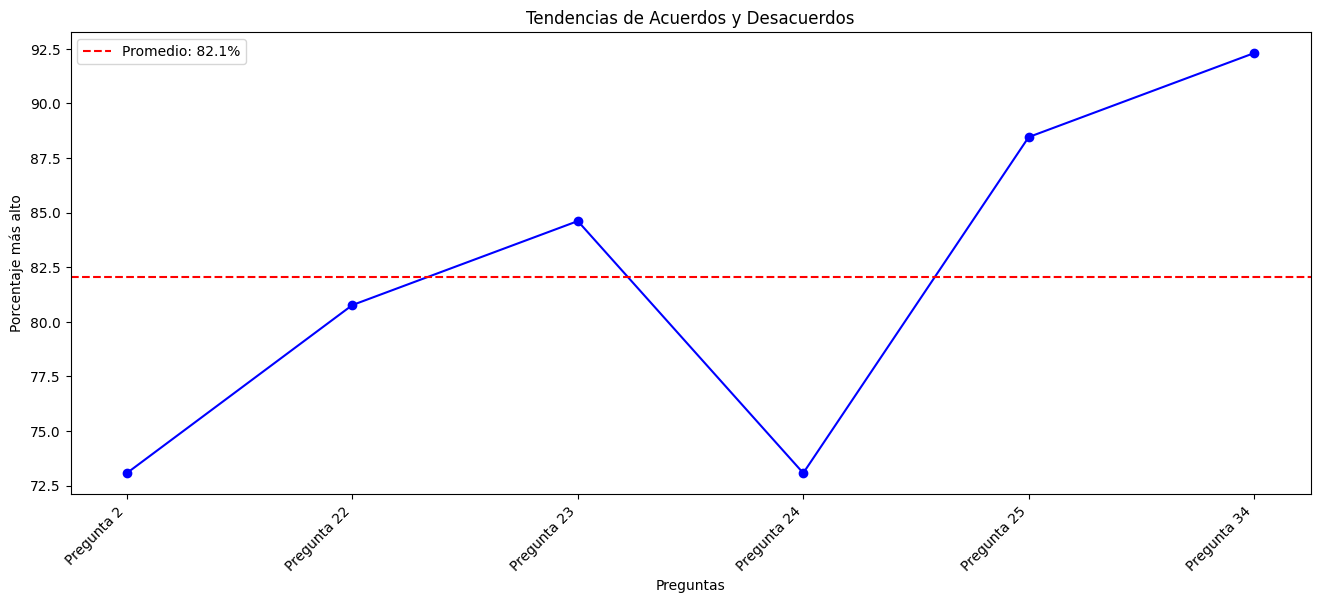 Tendencias de Acuerdos y Desacuerdos
Promedio: 82.1%
Porcentaje más alto
92.5
90.0
87.5
85.0
82.5
80.0
77.5
75.0
72.5
Pregunta 2
Pregunta 22
Pregunta 23
Pregunta 24
Pregunta 25
Pregunta 34
Preguntas